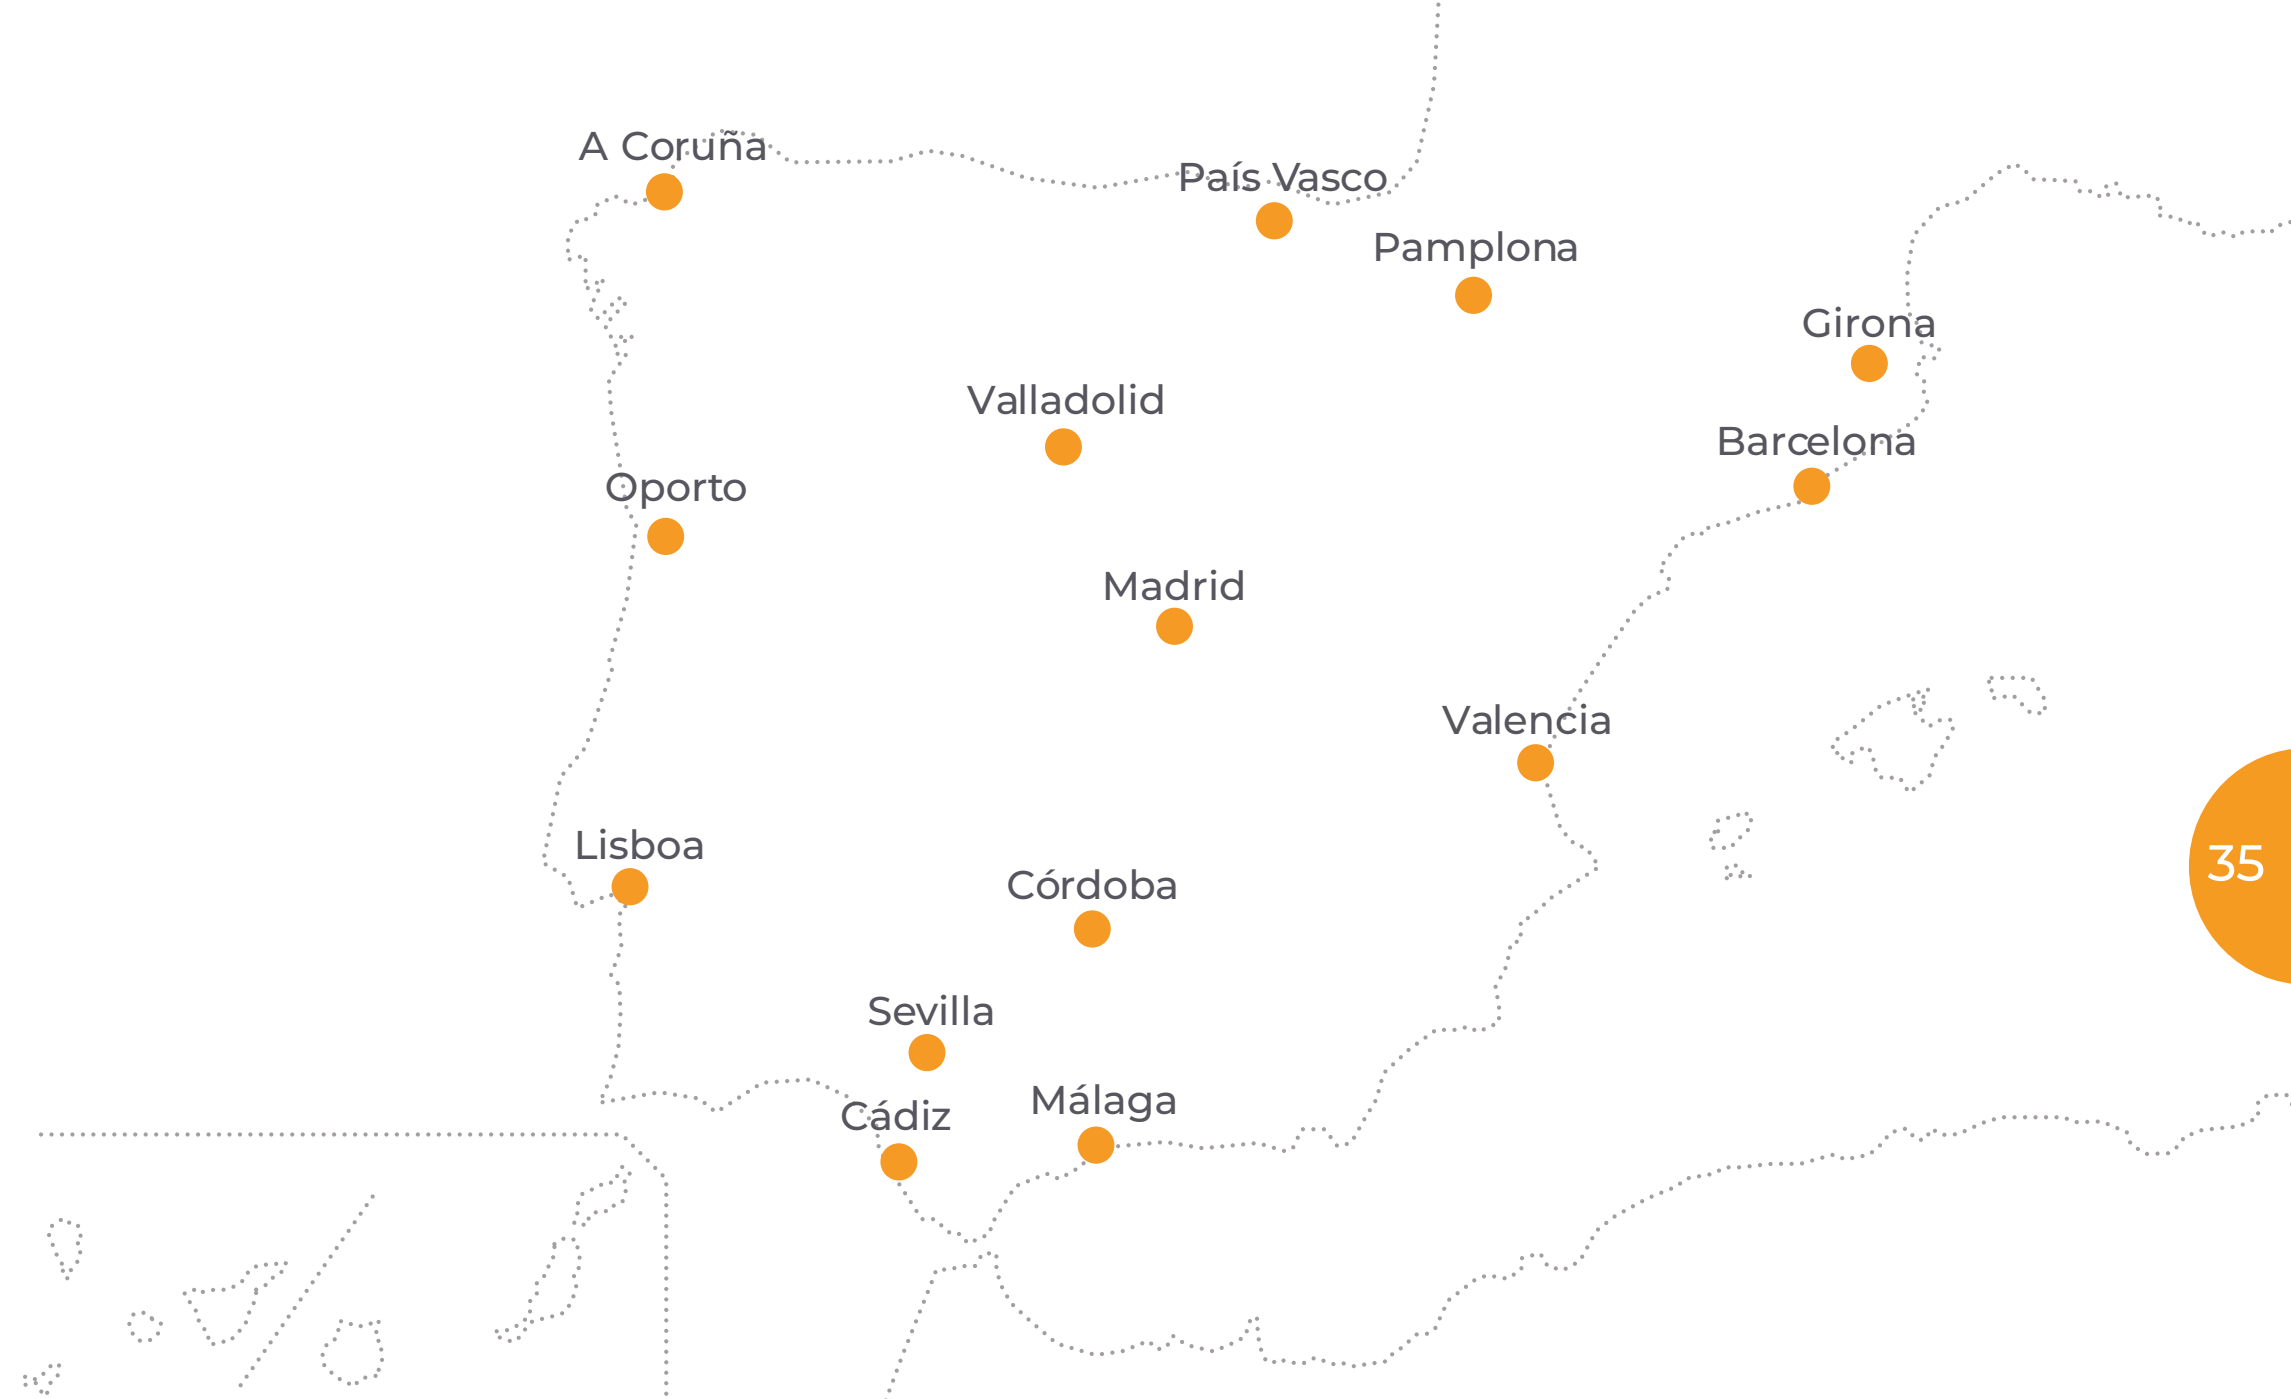 A Coruña
País Vasco
Pamplona
Girona
Valladolid
Barcelona
Oporto
Madrid
Valencia
Lisboa
35
Córdoba
Sevilla
Málaga
Cádiz